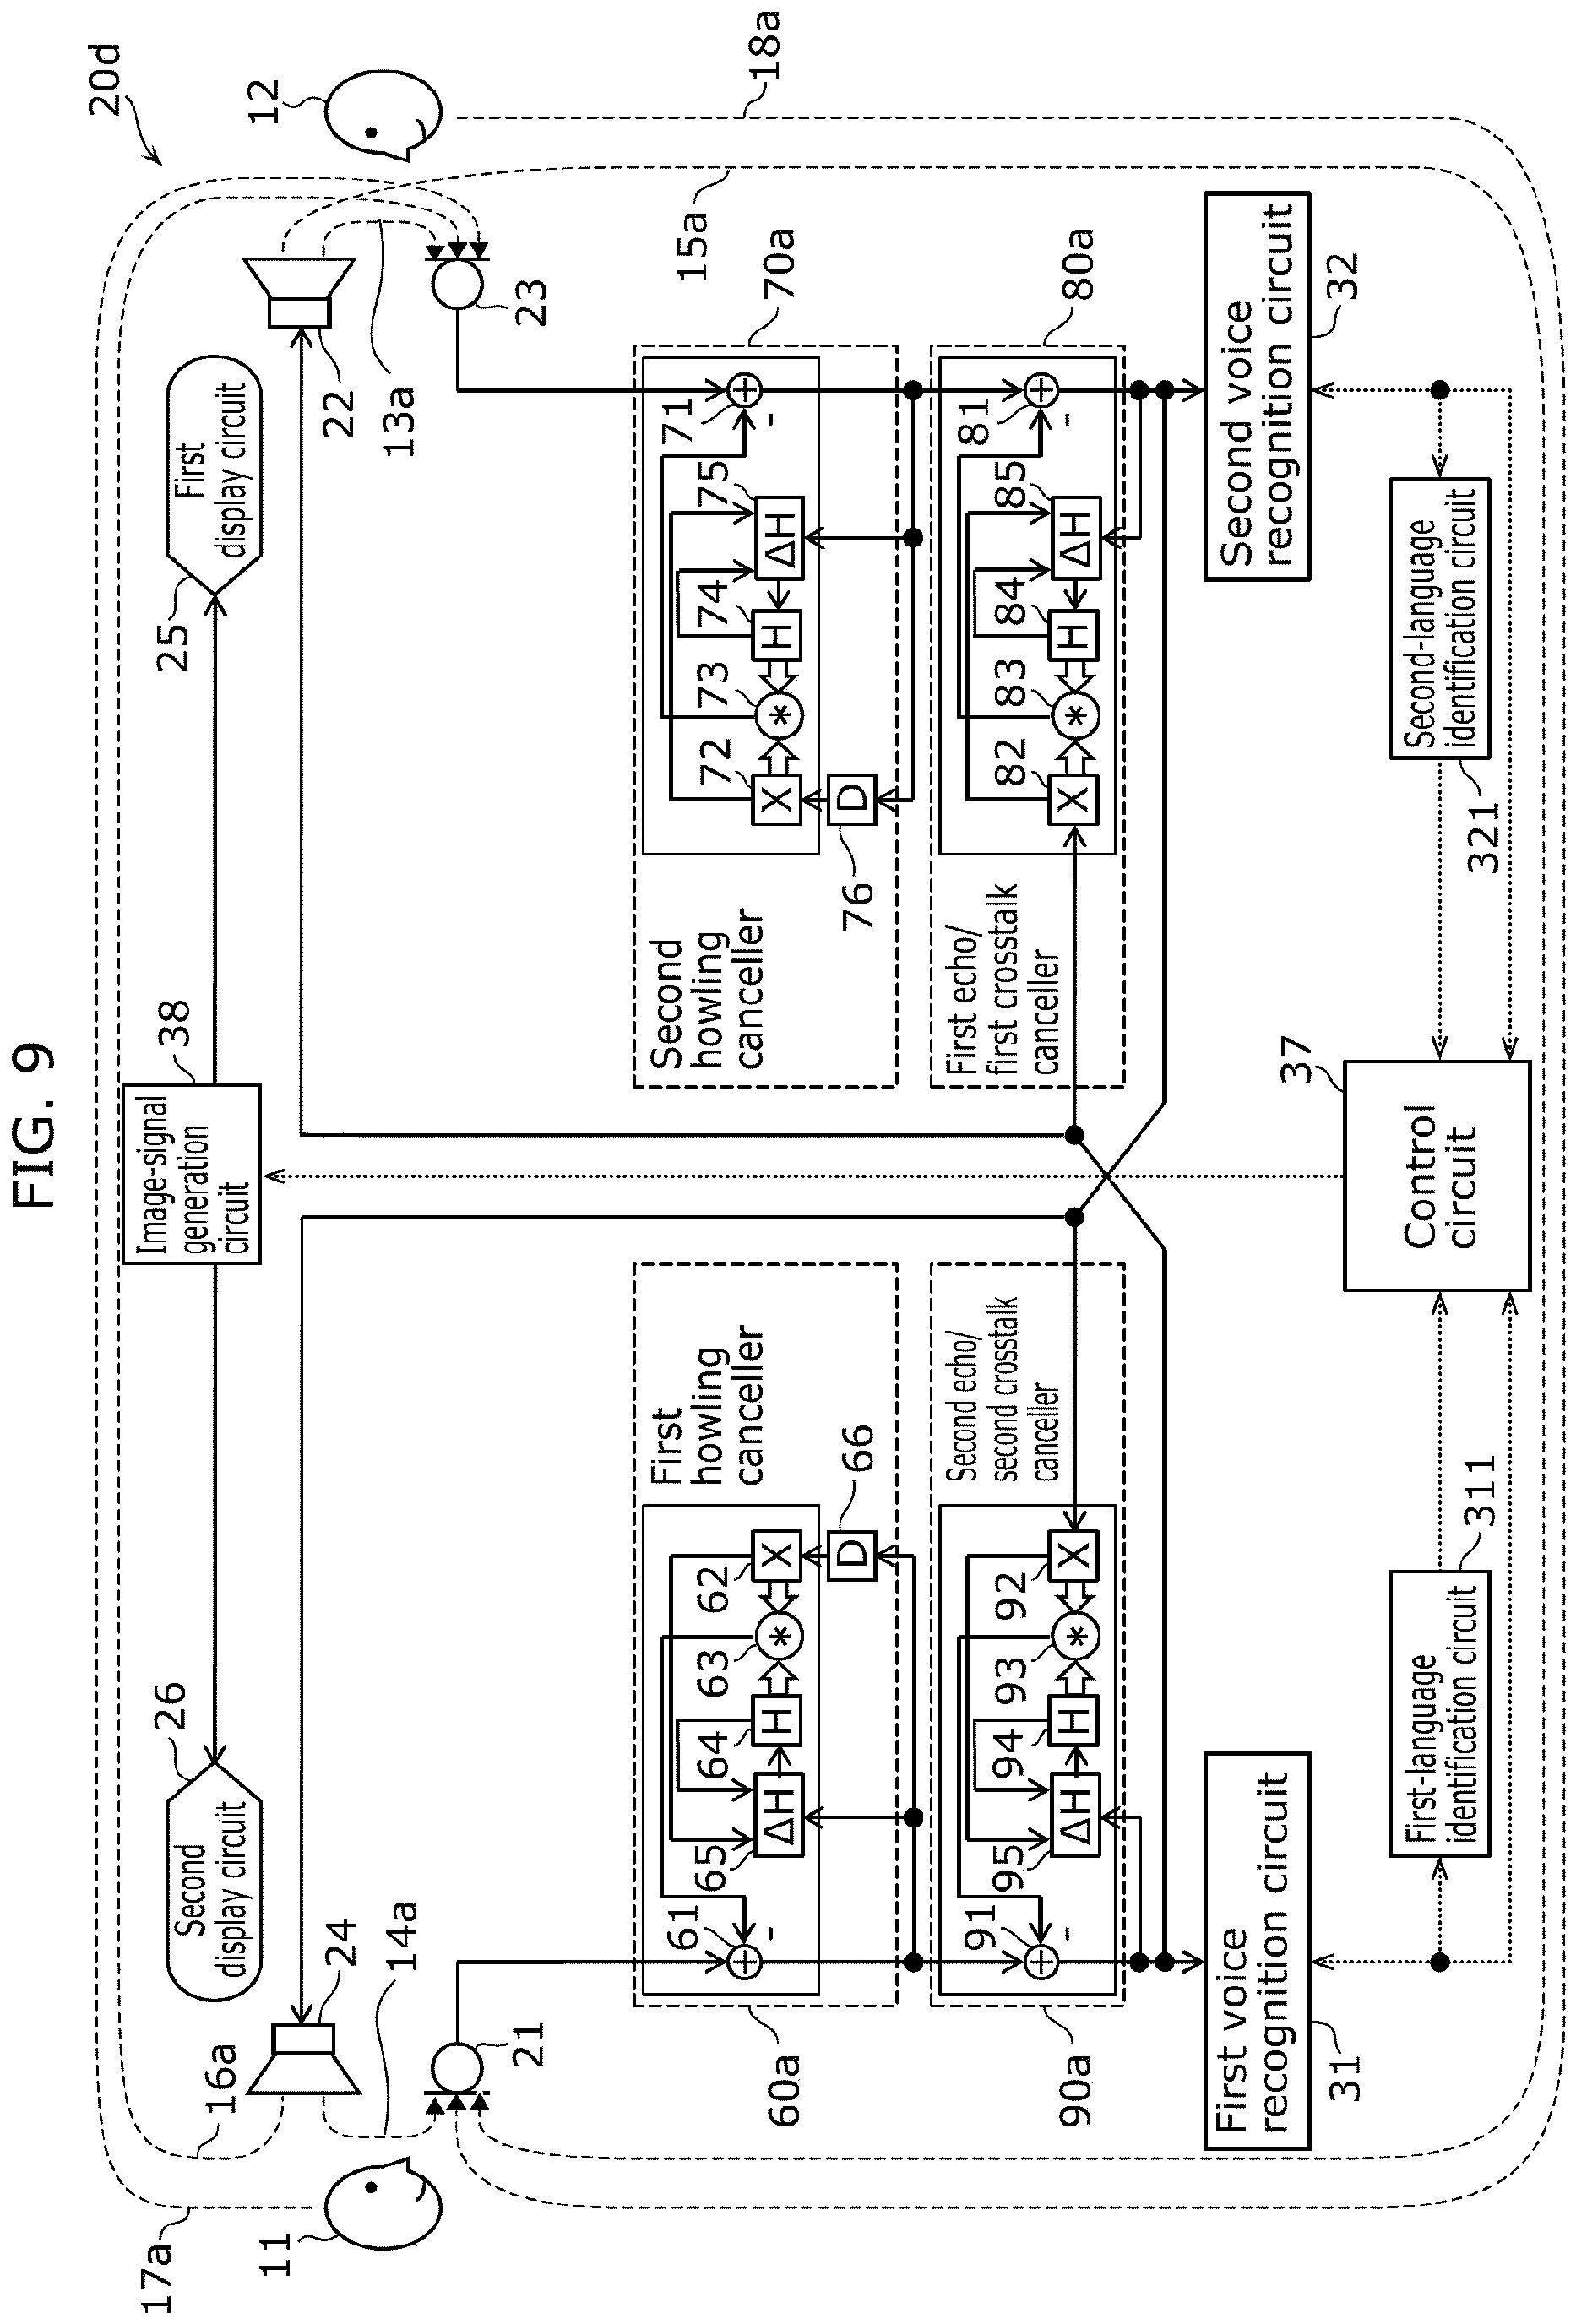 FIG. 9
20d
17a
16a
11
12
18a
15a
Second
display circuit
26
Image-signal
generation
circuit
38
First
display circuit
25
24
14a
21
22
13a
23
First
howling
canceller
60a
61
62
63
64
65
66
X
*
H
ΔH
D
+
-
Second
howling
canceller
70a
71
72
73
74
75
76
X
*
H
ΔH
D
+
-
Second echo/
second crosstalk
canceller
90a
91
92
93
94
95
X
*
H
ΔH
+
-
First echo/
first crosstalk
canceller
80a
81
82
83
84
85
X
*
H
ΔH
+
-
First voice
recognition circuit
31
Second voice
recognition circuit
32
First-language
identification circuit
311
Control
circuit
37
Second-language
identification circuit
321